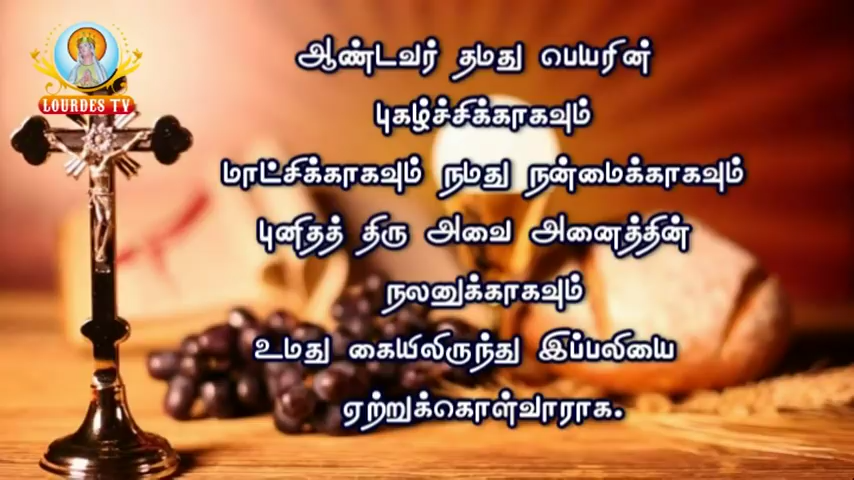 LOURDES TV
ஆண்டவர் தமது பெயரின்
புகழ்ச்சிக்காகவும்
மாட்சிக்காகவும் நமது நன்மைக்காகவும்
புனிதத் திரு அவை அனைத்தின்
நலனுக்காகவும்
உமது கையிலிருந்து இப்பலியை
ஏற்றுக்கொள்வாராக.